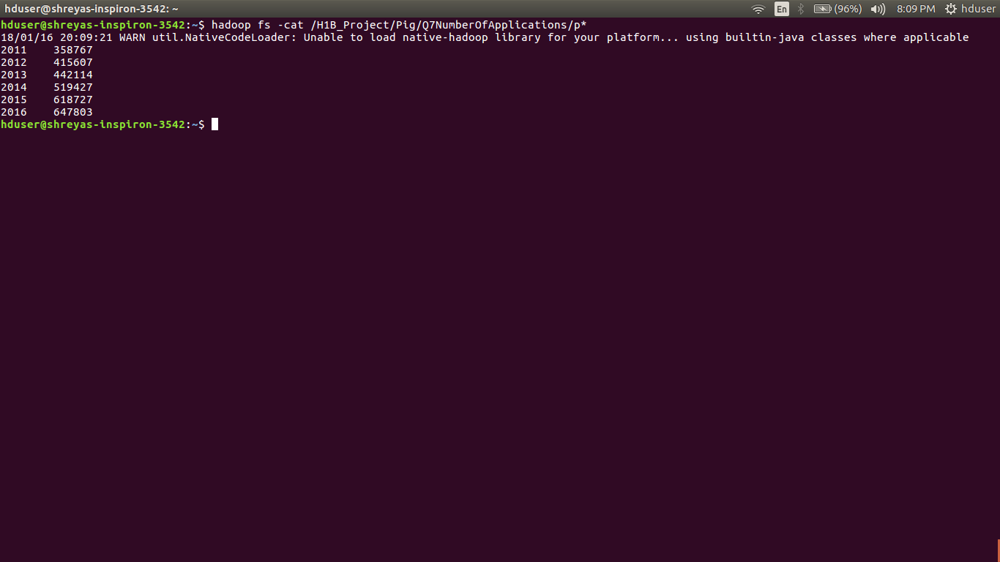 hduser@shreyas-inspiron-3542: ~ En (96%) 8:09 PM hduser
hduser@shreyas-inspiron-3542:~$ hadoop fs -cat /H1B_Project/Pig/Q7NumberOfApplications/p*
18/01/16 20:09:21 WARN util.NativeCodeLoader: Unable to load native-hadoop library for your platform... using builtin-java classes where applicable
2011 358767
2012 415607
2013 442114
2014 519427
2015 618727
2016 647803
hduser@shreyas-inspiron-3542:~$